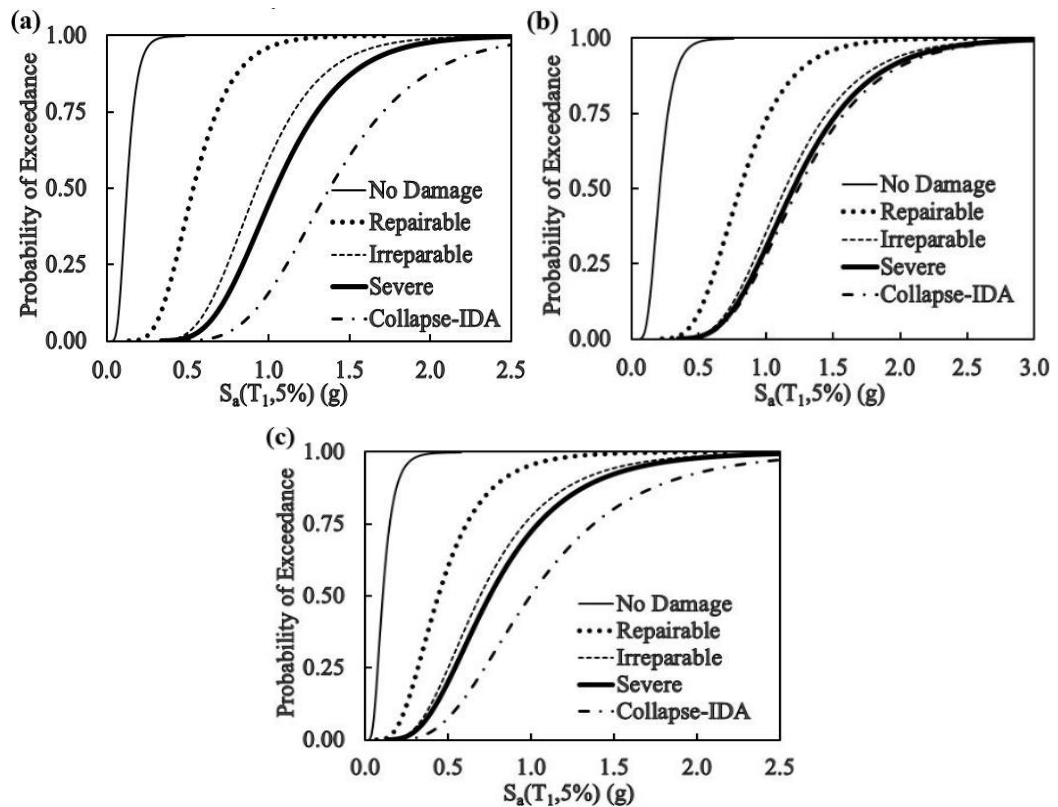 (a)
Probability of Exceedance
1.00
0.75
0.50
0.25
0.00
No Damage
Repairable
Irreparable
Severe
Collapse-IDA
0.0 0.5 1.0 1.5 2.0 2.5
Sa(T1,5%) (g)
(b)
Probability of Exceedance
1.00
0.75
0.50
0.25
0.00
No Damage
Repairable
Irreparable
Severe
Collapse-IDA
0.0 0.5 1.0 1.5 2.0 2.5 3.0
Sa(T1,5%) (g)
(c)
Probability of Exceedance
1.00
0.75
0.50
0.25
0.00
No Damage
Repairable
Irreparable
Severe
Collapse-IDA
0.0 0.5 1.0 1.5 2.0 2.5
Sa(T1,5%) (g)